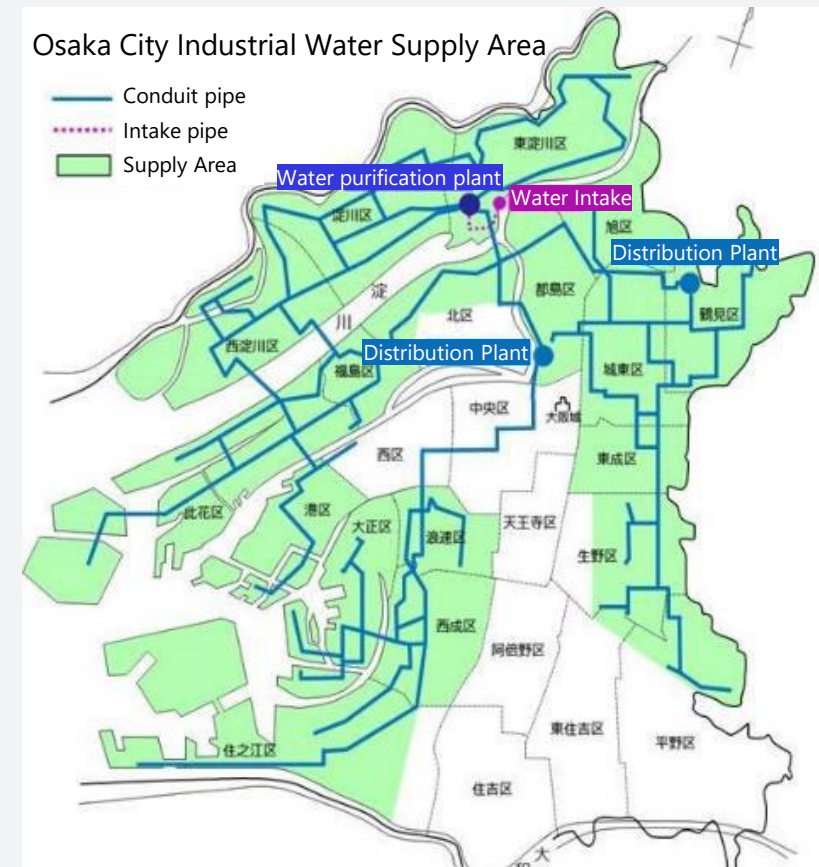 Osaka City Industrial Water Supply Area
Conduit pipe
Intake pipe
Supply Area
東淀川区
Water purification plant
Water Intake
淀川区
旭区
Distribution Plant
淀
川
都島区
北区
鶴見区
西淀川区
Distribution Plant
福島区
城東区
中央区
大阪城
西区
東成区
此花区
港区
大正区
浪速区
天王寺区
生野区
西成区
阿倍野区
東住吉区
平野区
住之江区
住吉区
大